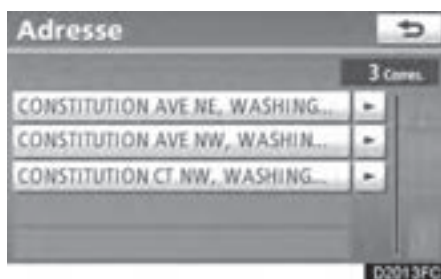 Adresse
3 Corres.
CONSTITUTION AVE NE, WASHING...
CONSTITUTION AVE NW, WASHIN...
CONSTITUTION CT NW, WASHING...
D2013FC